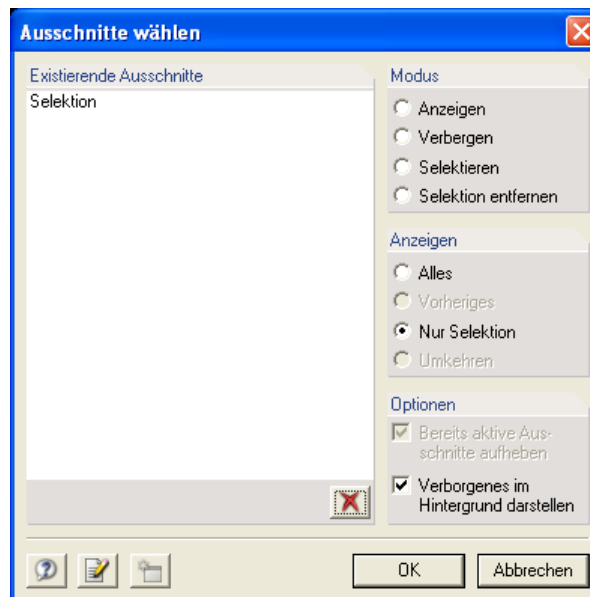 Ausschnitte wählen
Existierende Ausschnitte
Selektion
Modus
Anzeigen
Verbergen
Selektieren
Selektion entfernen
Anzeigen
Alles
Vorheriges
Nur Selektion
Umkehren
Optionen
Bereits aktive Aus-
schnitte aufheben
Verborgenes im
Hintergrund darstellen
OK
Abbrechen